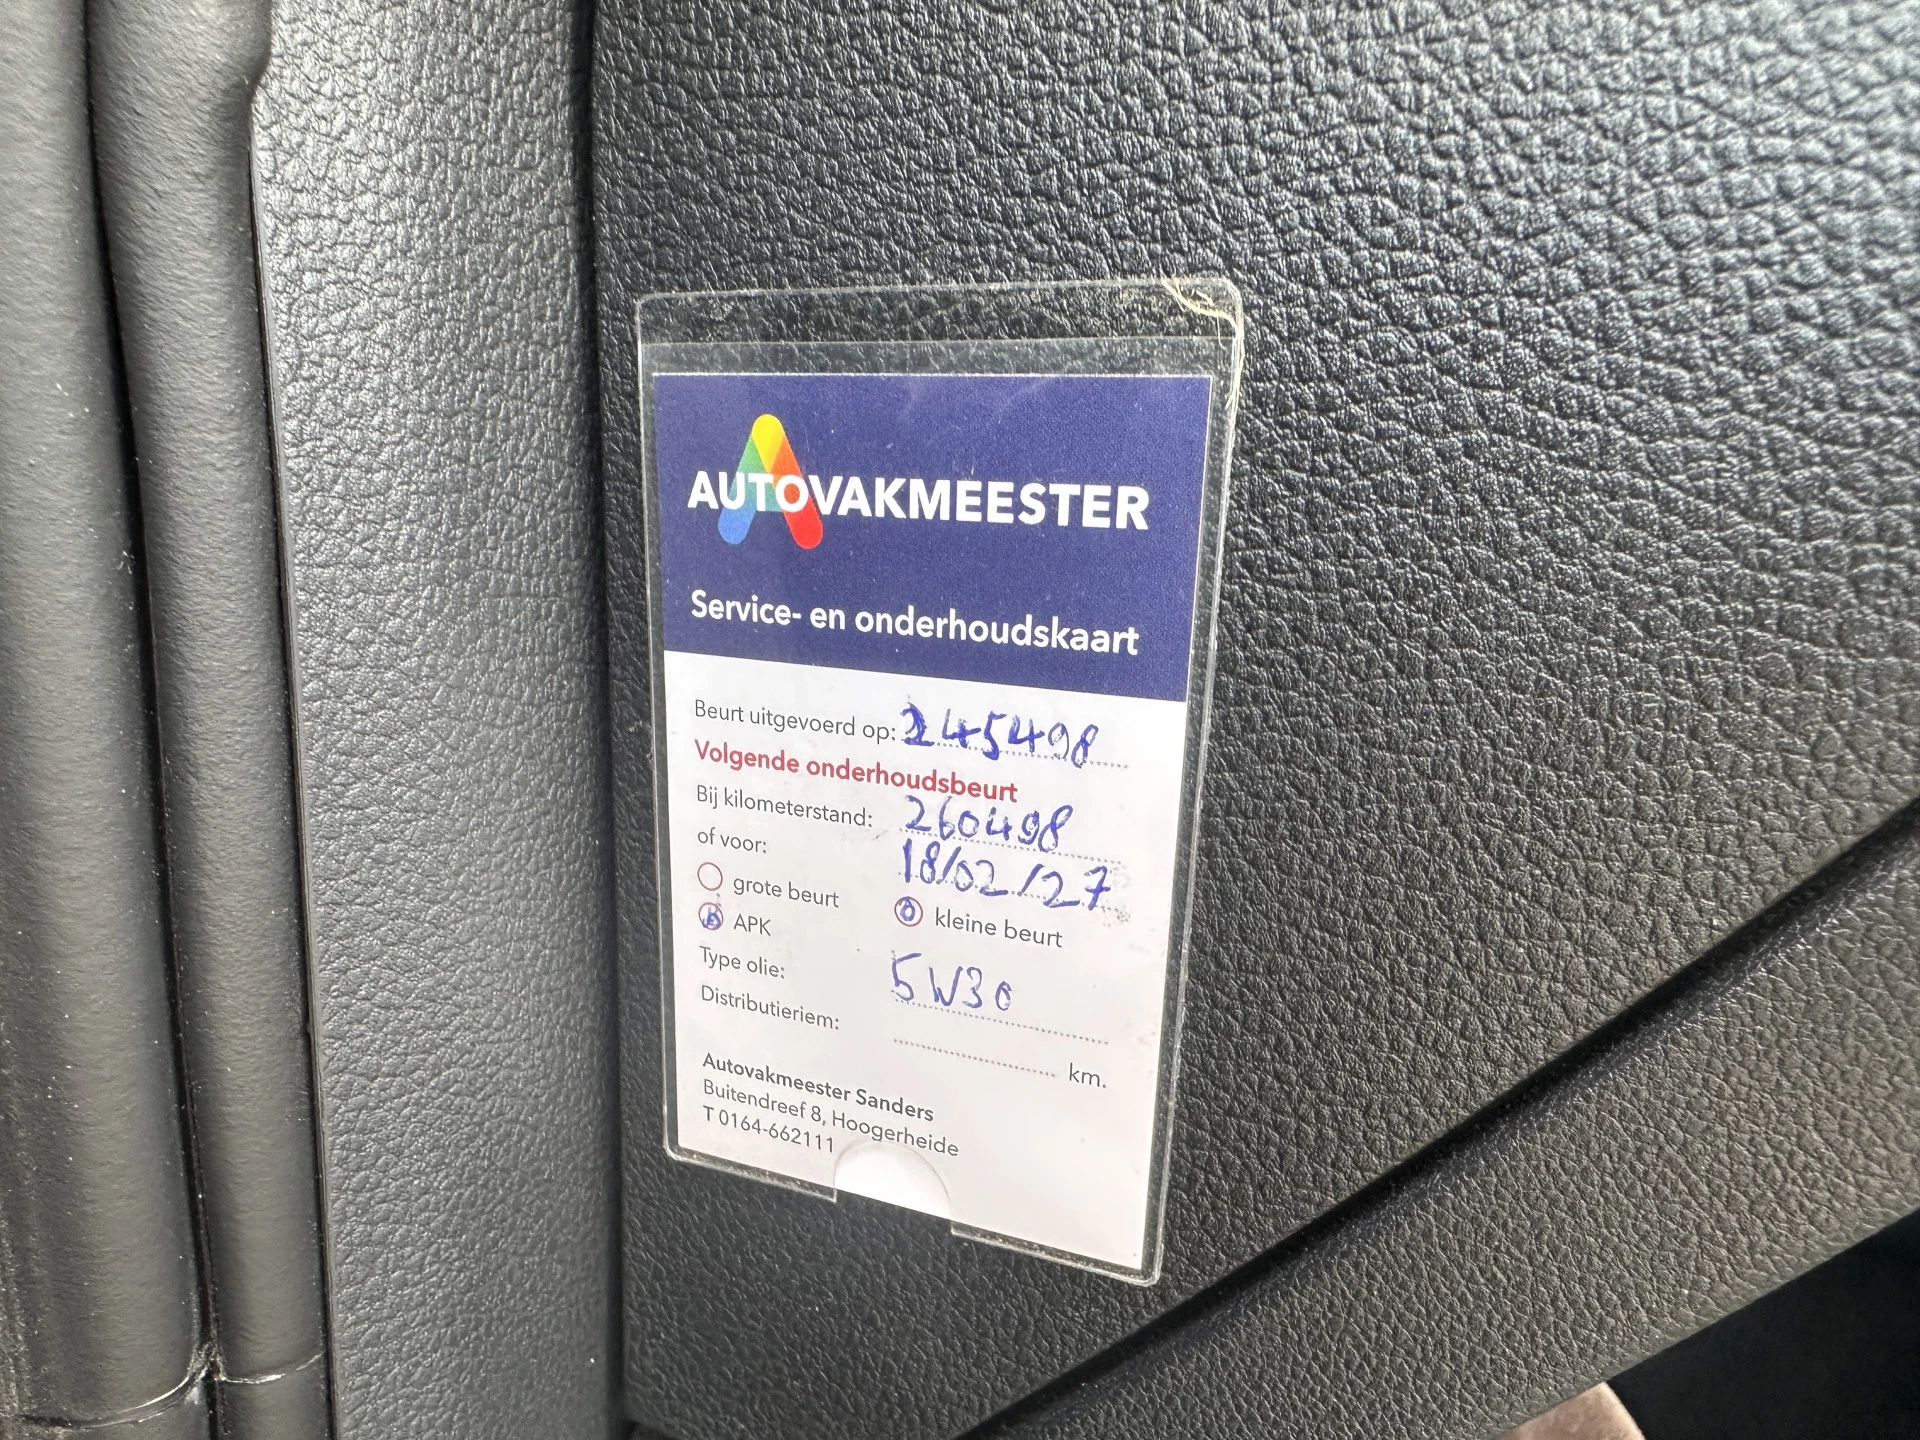 AUTOVAKMEESTER
Service- en onderhoudskaart
Beurt uitgevoerd op: 245498
Volgende onderhoudsbeurt
Bij kilometerstand: 260498
of voor: 18/02/27
grote beurt
APK kleine beurt
Type olie: 5W30
Distributieriem: km.
Autovakmeester Sanders
Buitendreef 8, Hoogerheide
T 0164-662111